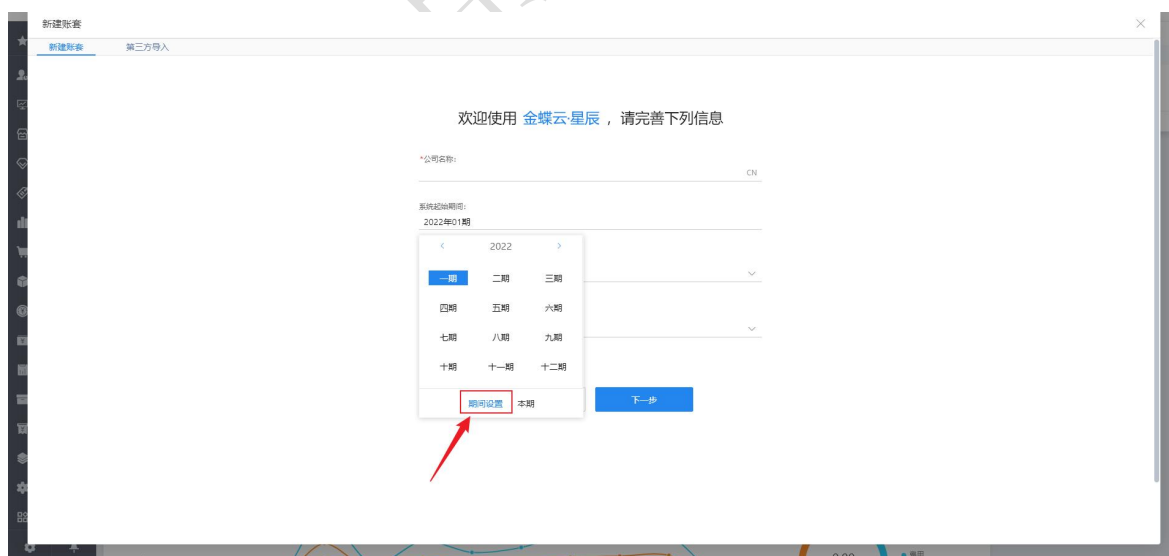 新建账套
新建账套 第三方导入
欢迎使用 金蝶云·星辰 ，请完善下列信息
*公司名称:
CN
系统起始期间:
2022年01期
< 2022 >
一期 二期 三期
四期 五期 六期
七期 八期 九期
十期 十一期 十二期
期间设置 本期
下一步
0.00